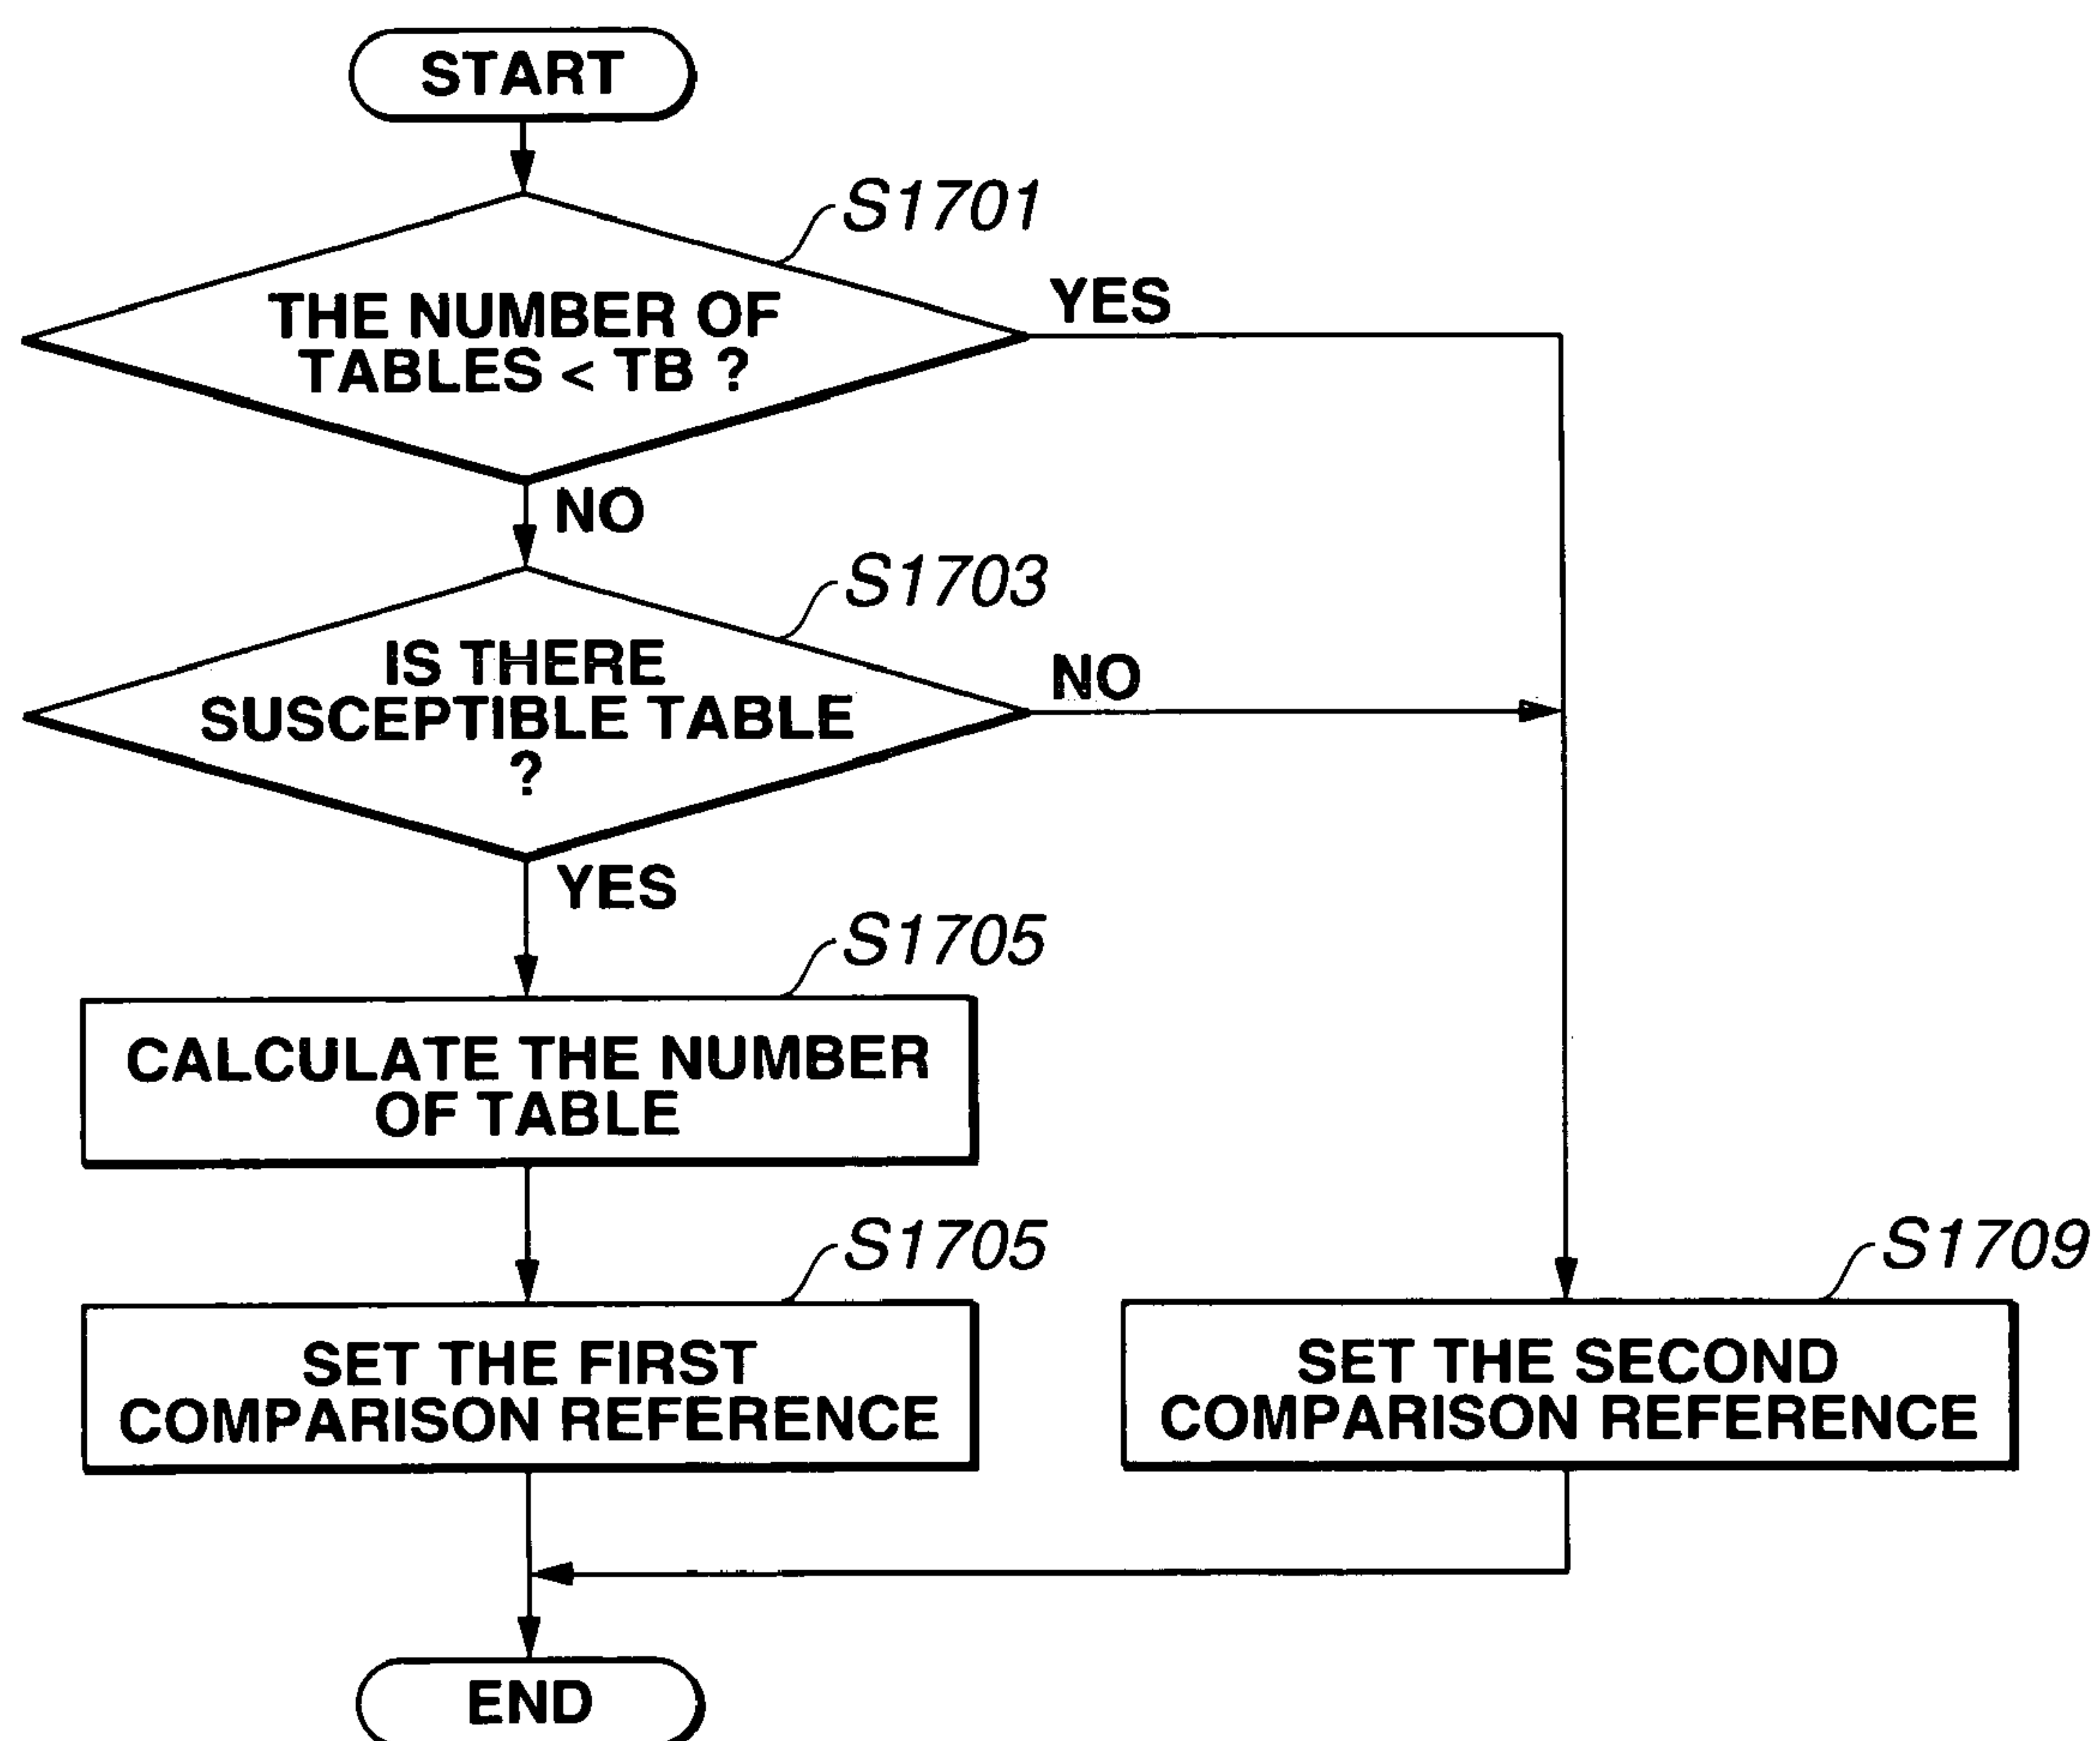 START
S1701
THE NUMBER OF
TABLES < TB ?
YES
NO
S1703
IS THERE
SUSCEPTIBLE TABLE
?
NO
YES
S1705
CALCULATE THE NUMBER
OF TABLE
S1705
SET THE FIRST
COMPARISON REFERENCE
S1709
SET THE SECOND
COMPARISON REFERENCE
END